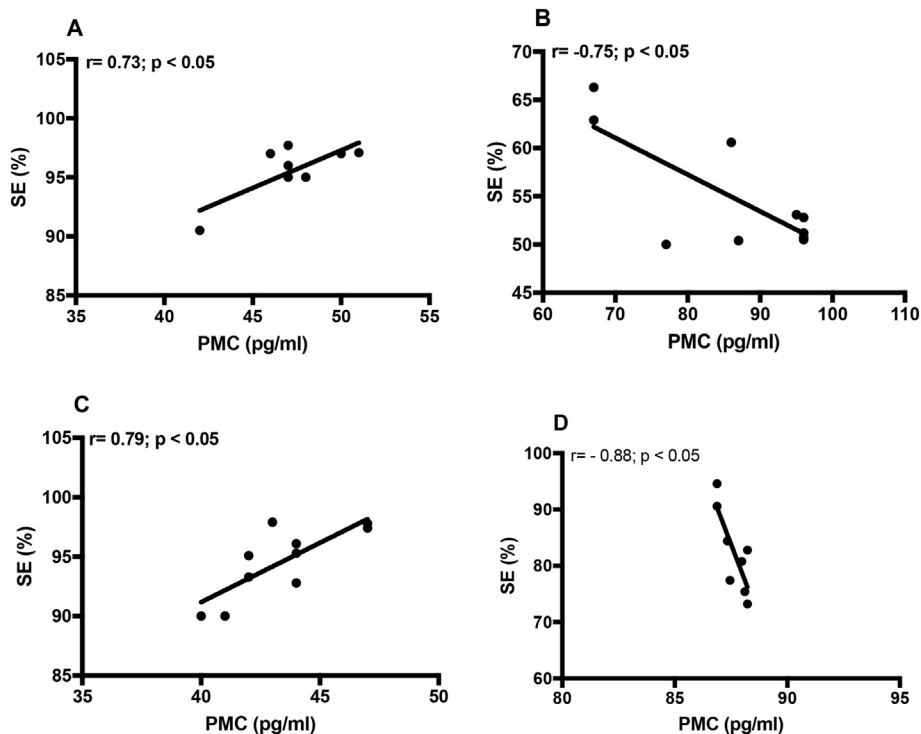 A
r= 0.73; p < 0.05
105
100
95
90
85
SE (%)
35
40
45
50
55
PMC (pg/ml)
B
r= -0.75; p < 0.05
70
65
60
55
50
45
SE (%)
60
70
80
90
100
110
PMC (pg/ml)
C
r= 0.79; p < 0.05
105
100
95
90
85
SE (%)
35
40
45
50
PMC (pg/ml)
D
r= - 0.88; p < 0.05
100
90
80
70
60
SE (%)
80
85
90
95
PMC (pg/ml)